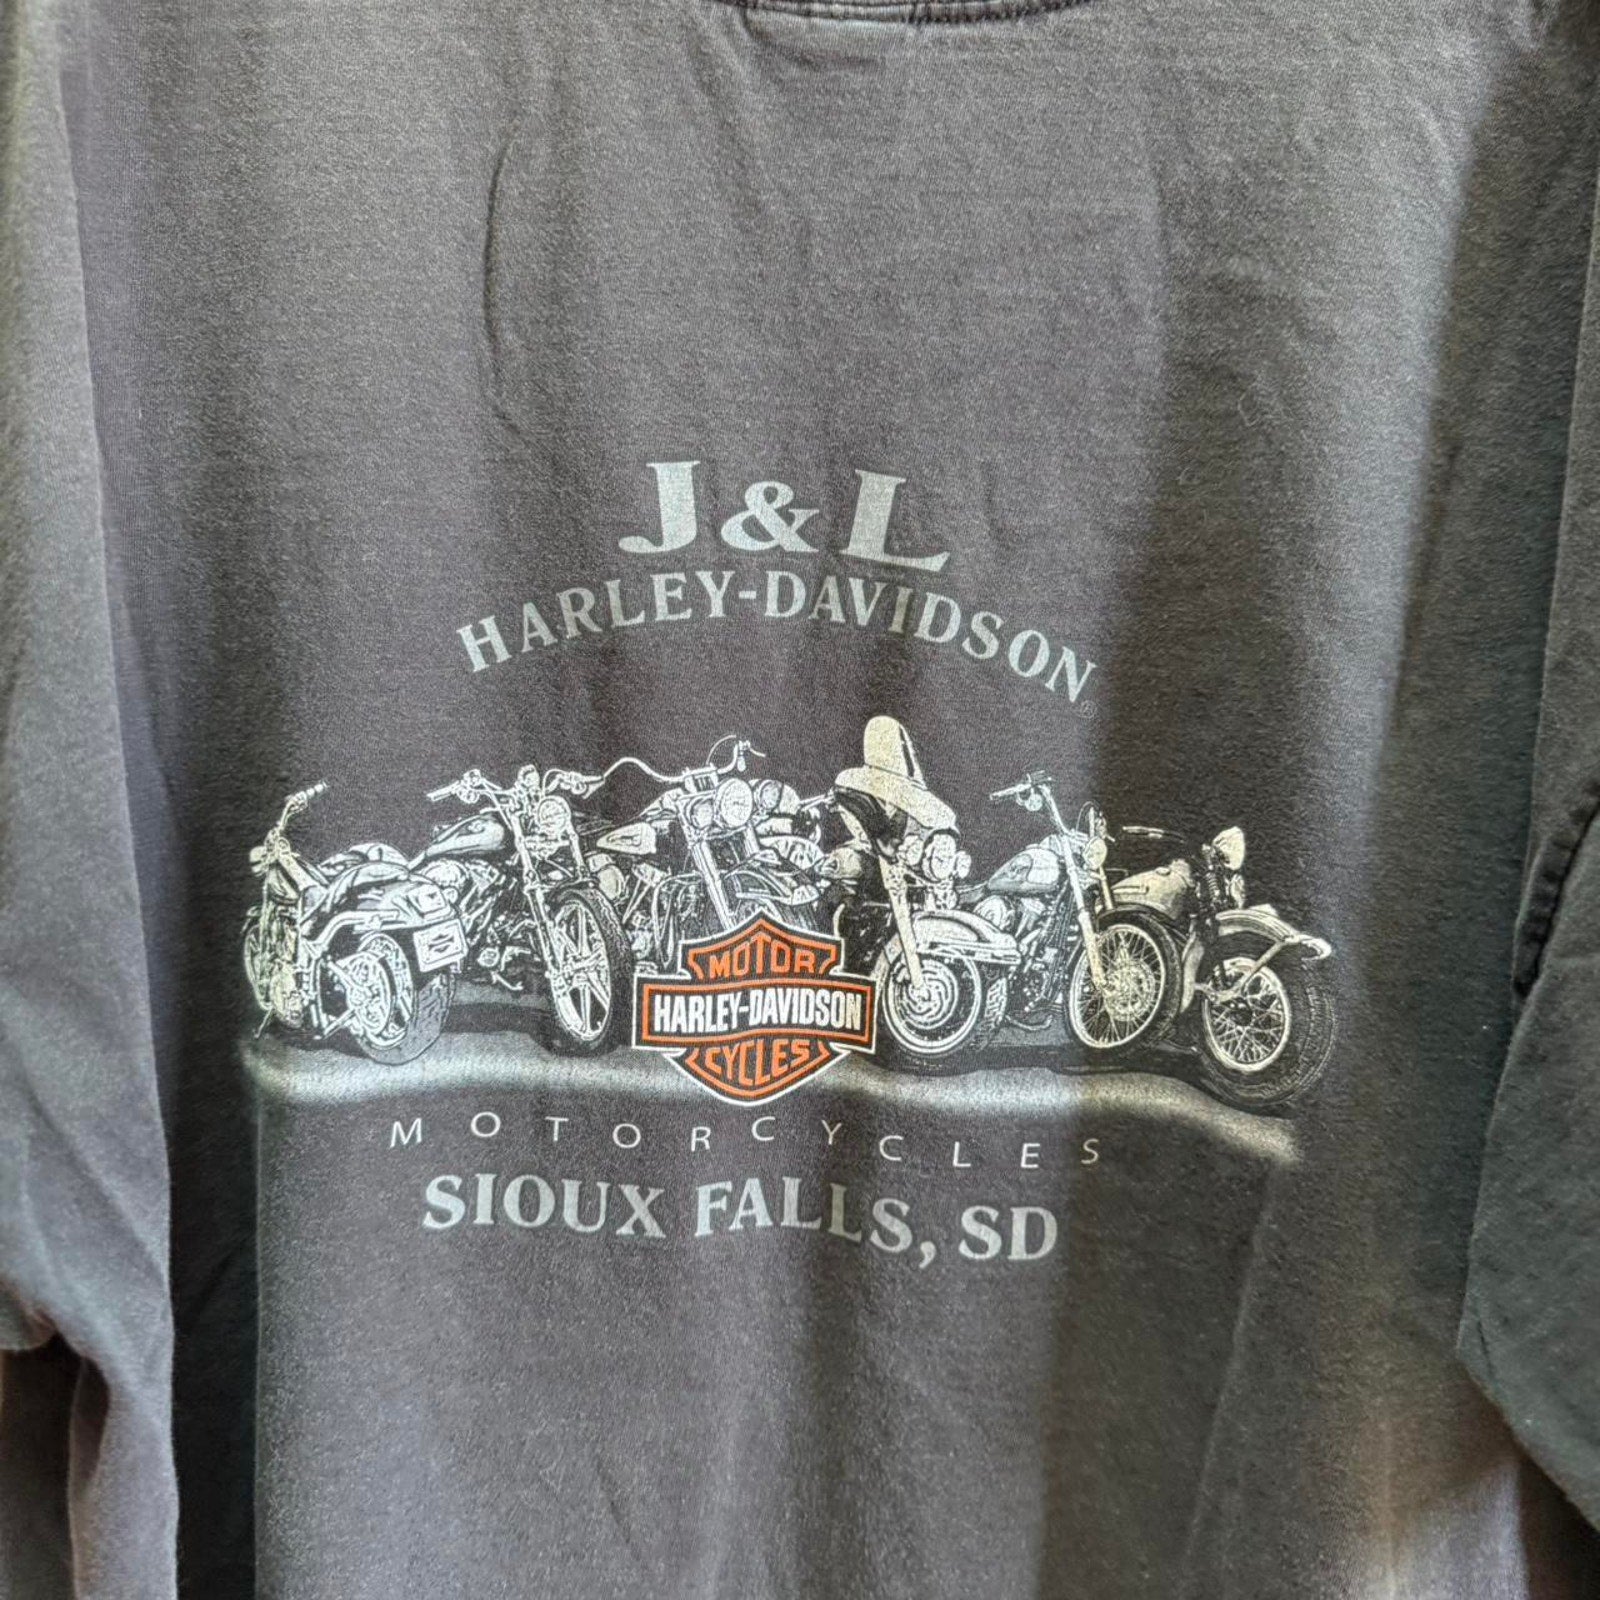 J&L
HARLEY-DAVIDSON®
MOTOR
HARLEY-DAVIDSON
CYCLES
MOTORCYCLES
SIOUX FALLS, SD